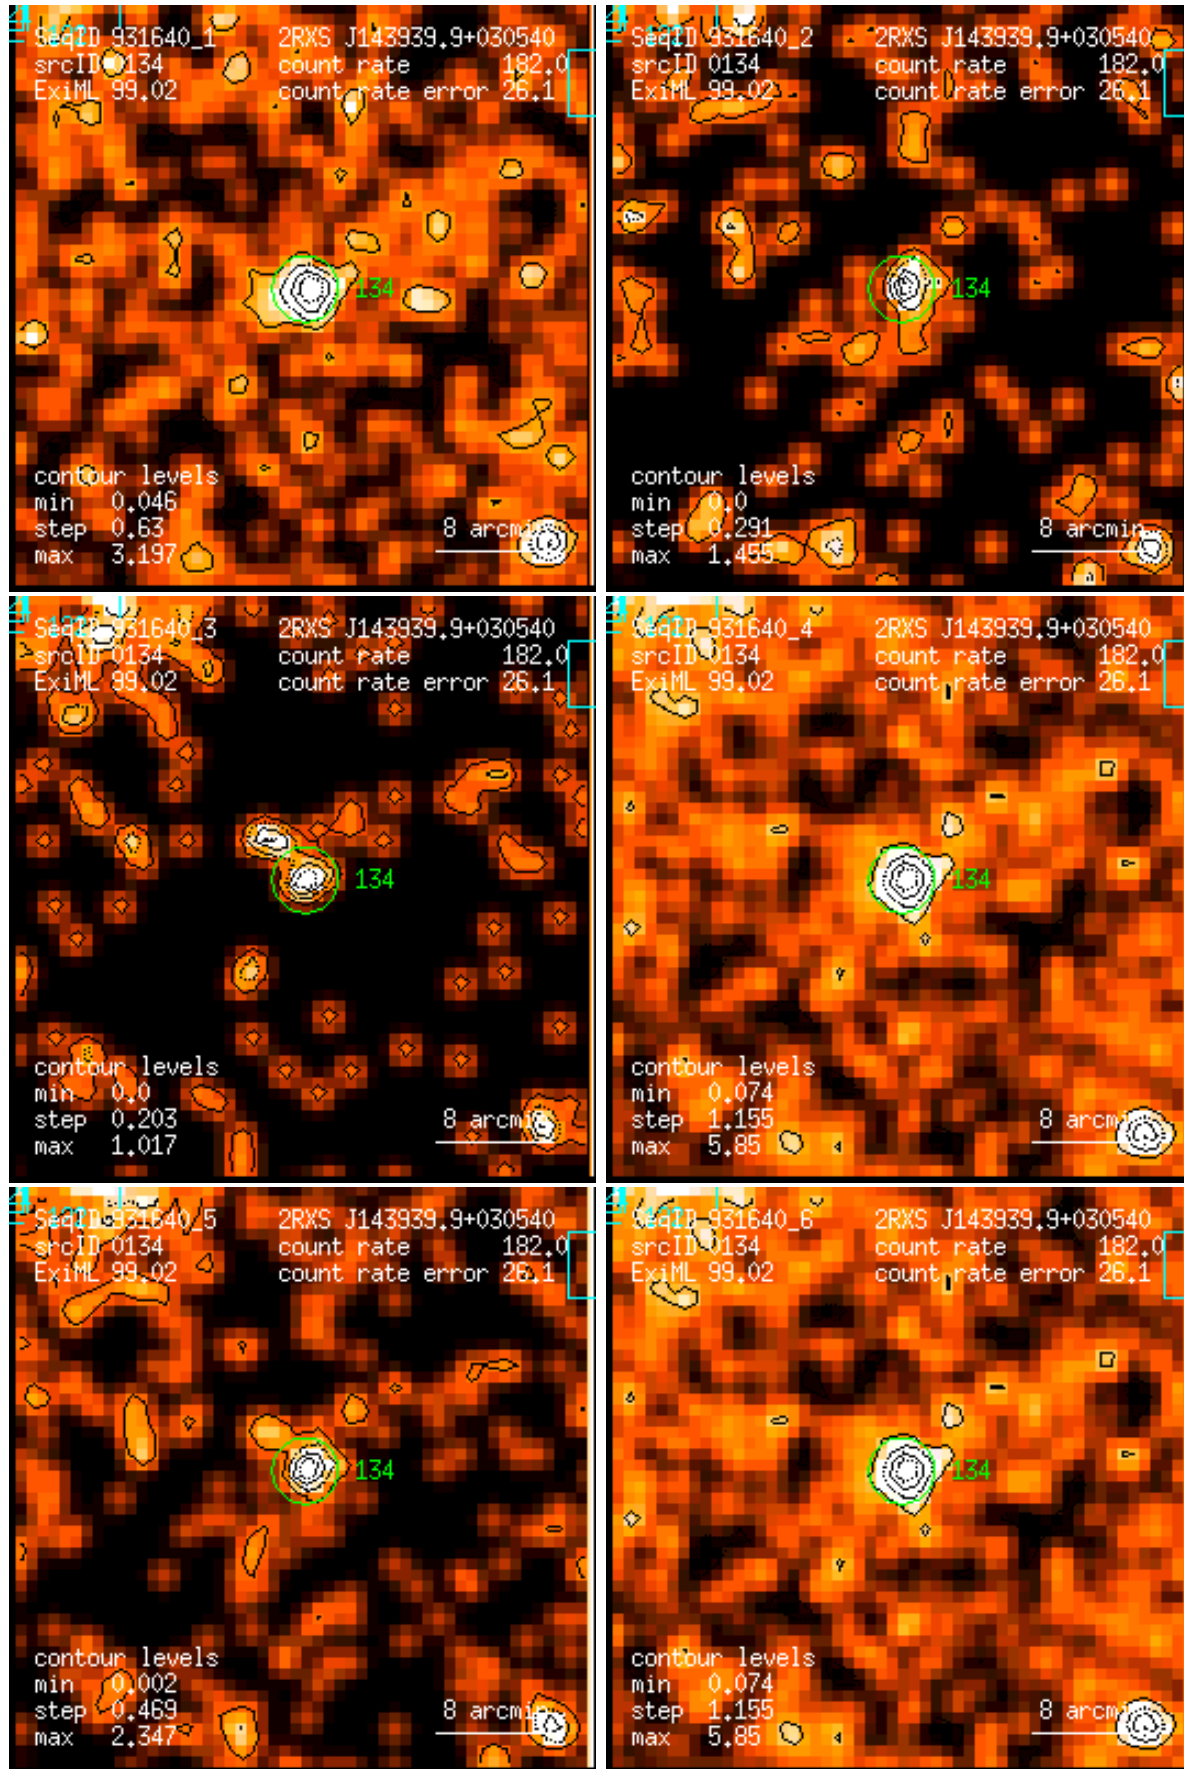 SeqID 931640_1 2RXS J143939.9+030540
srcID 0134 count rate 182.0
ExiML 99.02 count rate error 26.1
134
contour levels
min 0.046
step 0.63 8 arcmin
max 3.197
SeqID 931640_2 2RXS J143939.9+030540
srcID 0134 count rate 182.0
ExiML 99.02 count rate error 26.1
134
contour levels
min 0.0
step 0.291 8 arcmin
max 1.455
SeqID 931640_3 2RXS J143939.9+030540
srcID 0134 count rate 182.0
ExiML 99.02 count rate error 26.1
134
contour levels
min 0.0
step 0.203 8 arcmin
max 1.017
SeqID 931640_4 2RXS J143939.9+030540
srcID 0134 count rate 182.0
ExiML 99.02 count rate error 26.1
134
contour levels
min 0.074
step 1.155 8 arcmin
max 5.85
SeqID 931640_5 2RXS J143939.9+030540
srcID 0134 count rate 182.0
ExiML 99.02 count rate error 26.1
134
contour levels
min 0.002
step 0.469 8 arcmin
max 2.347
SeqID 931640_6 2RXS J143939.9+030540
srcID 0134 count rate 182.0
ExiML 99.02 count rate error 26.1
134
contour levels
min 0.074
step 1.155 8 arcmin
max 5.85